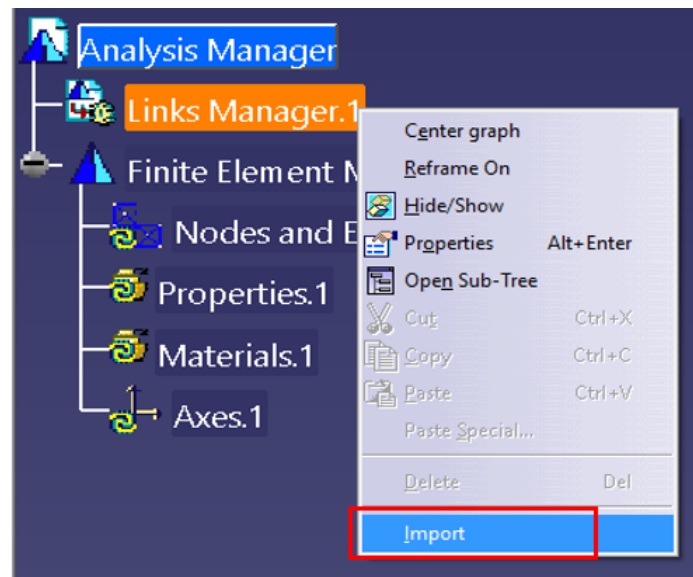 Analysis Manager
Links Manager.1
Finite Element
Nodes and
Properties.1
Materials.1
Axes.1
Center graph
Reframe On
Hide/Show
Properties Alt+Enter
Open Sub-Tree
Cut Ctrl+X
Copy Ctrl+C
Paste Ctrl+V
Paste Special...
Delete Del
Import